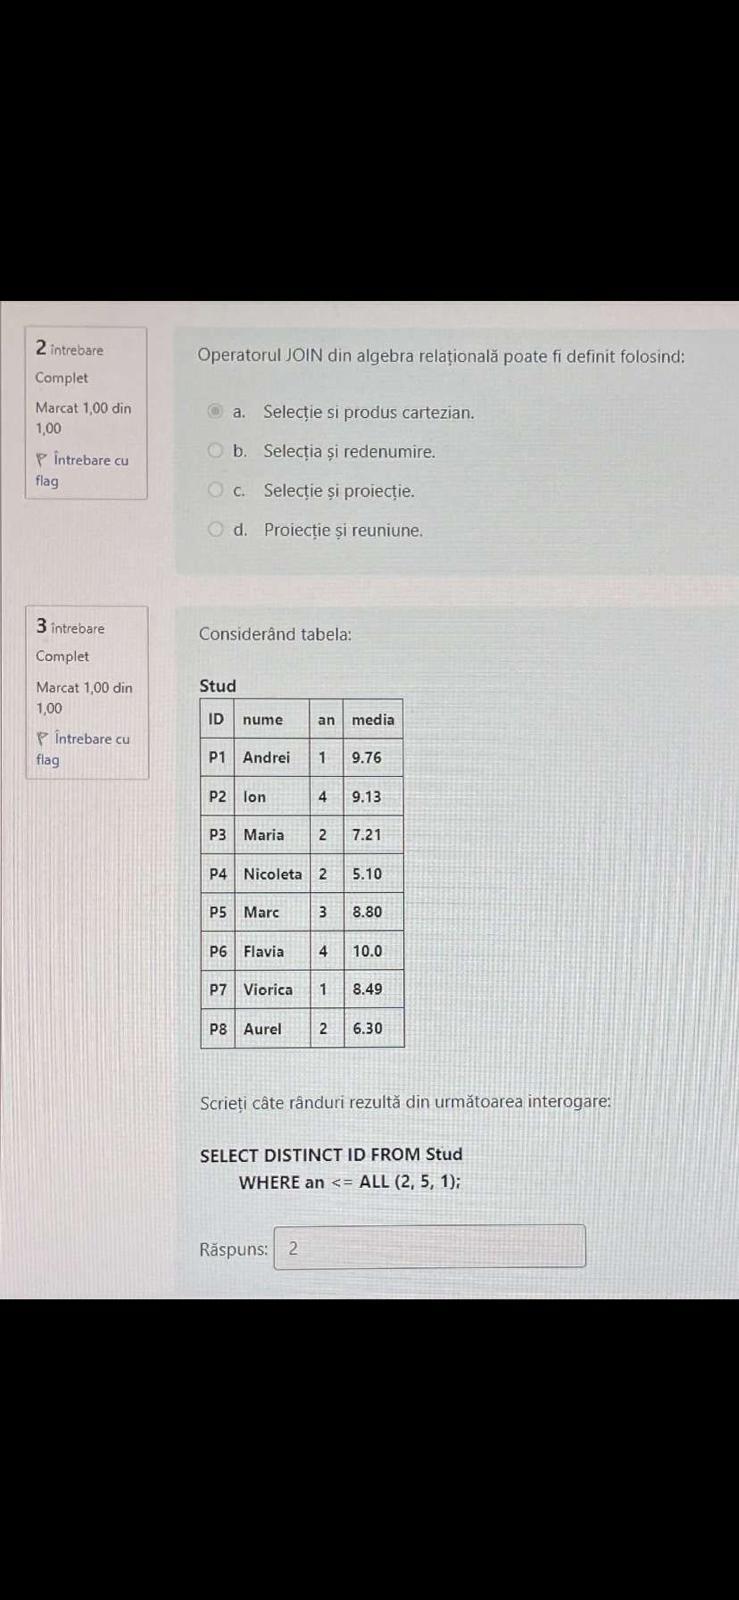 2 întrebare
Complet
Marcat 1,00 din
1,00
Întrebare cu
flag
Operatorul JOIN din algebra relațională poate fi definit folosind:
a. Selecție si produs cartezian.
b. Selecția și redenumire.
c. Selecție și proiecție.
d. Proiecție și reuniune.
3 întrebare
Complet
Marcat 1,00 din
1,00
Întrebare cu
flag
Considerând tabela:
Stud
ID nume an media
P1 Andrei 1 9.76
P2 Ion 4 9.13
P3 Maria 2 7.21
P4 Nicoleta 2 5.10
P5 Marc 3 8.80
P6 Flavia 4 10.0
P7 Viorica 1 8.49
P8 Aurel 2 6.30
Scrieți câte rânduri rezultă din următoarea interogare:
SELECT DISTINCT ID FROM Stud
WHERE an <= ALL (2, 5, 1);
Răspuns: 2